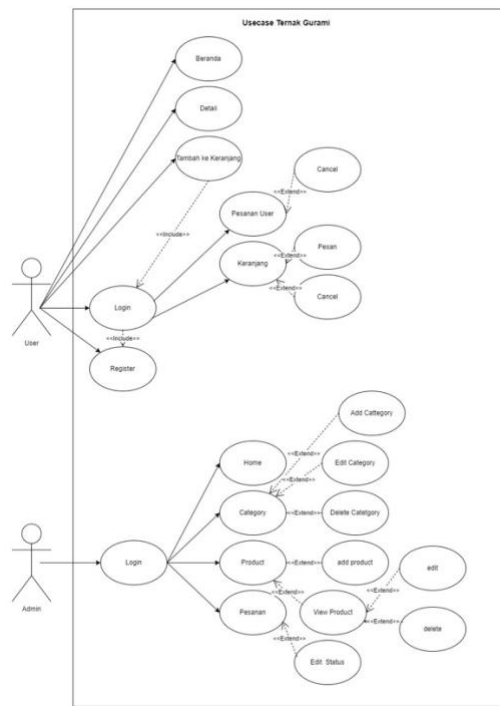 Usecase Ternak Gurami
Beranda
Detail
Tambah ke Keranjang
Cancel
<<Extend>>
Pesanan User
<<Include>>
Pesan
Keranjang
<<Extend>>
<<Extend>>
Cancel
Login
User
<<Include>>
Register
Add Cattegory
<<Extend>>
Home
<<Extend>>
Edit Category
Category
<<Extend>>
Delete Catetgory
Login
Product
<<Extend>>
add product
edit
Admin
<<Extend>>
<<Extend>>
Pesanan
View Product
<<Extend>>
delete
<<Extend>>
Edit Status